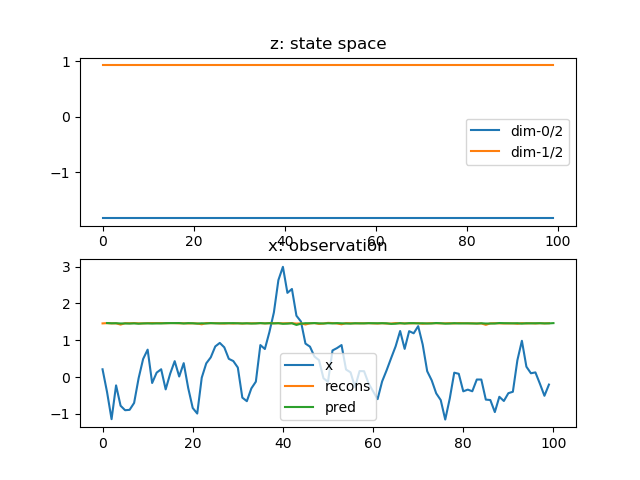 z: state space
1
0
−1
dim-0/2
dim-1/2
0 20 40 60 80 100
x: observation
3
2
1
0
−1
x
recons
pred
0 20 40 60 80 100